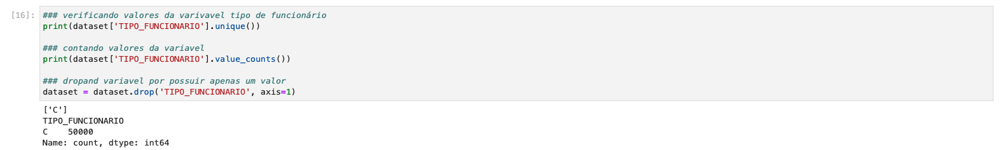 [16]: ### verificando valores da varivavel tipo de funcionário
print(dataset['TIPO_FUNCIONARIO'].unique())
### contando valores da variavel
print(dataset['TIPO_FUNCIONARIO'].value_counts())
### dropand variavel por possuir apenas um valor
dataset = dataset.drop('TIPO_FUNCIONARIO', axis=1)
['C']
TIPO_FUNCIONARIO
C    50000
Name: count, dtype: int64